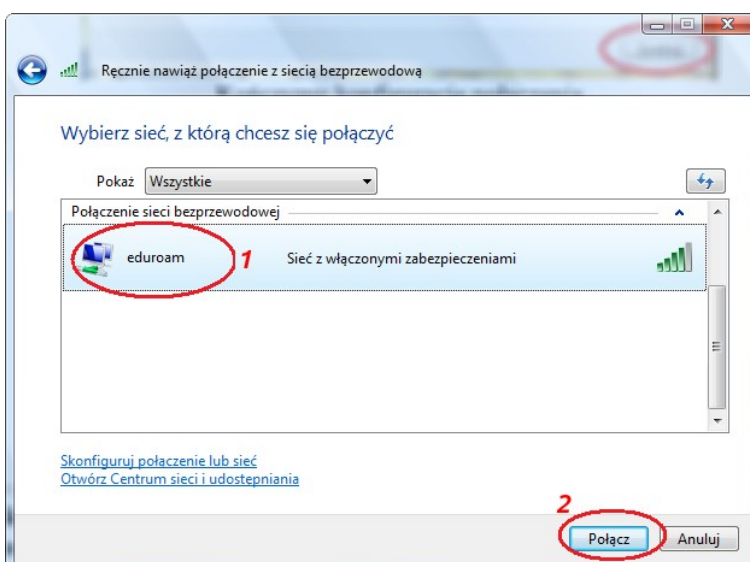 Ręcznie nawiąż połączenie z siecią bezprzewodową
Wybierz sieć, z którą chcesz się połączyć
Pokaż Wszystkie
Połączenie sieci bezprzewodowej
eduroam 1 Sieć z włączonymi zabezpieczeniami
Skonfiguruj połączenie lub sieć
Otwórz Centrum sieci i udostępniania
2
Połącz Anuluj